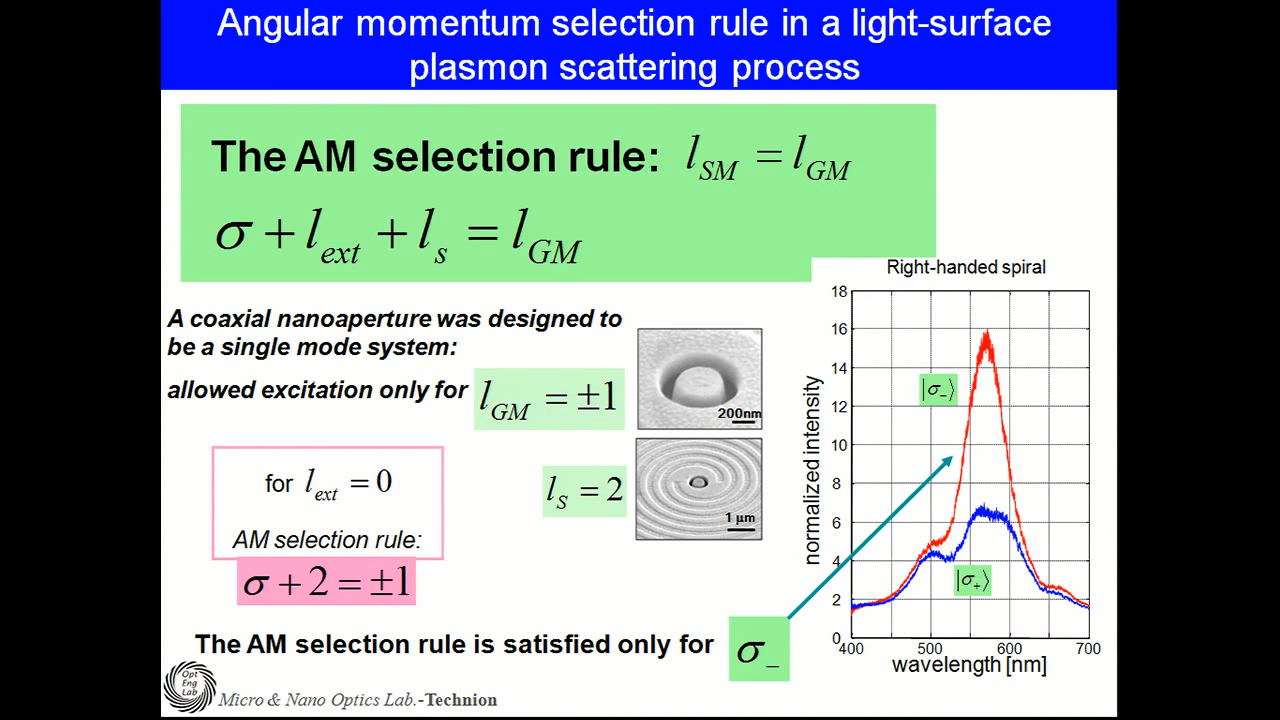 Angular momentum selection rule in a light-surface
plasmon scattering process
The AM selection rule: l_SM = l_GM
σ + l_ext + l_s = l_GM
A coaxial nanoaperture was designed to
be a single mode system:
allowed excitation only for l_GM = ±1
200nm
l_S = 2
1 μm
for l_ext = 0
AM selection rule:
σ + 2 = ±1
The AM selection rule is satisfied only for σ_−
Right-handed spiral
normalized intensity
18
16
14
12
10
8
6
4
2
0
|σ_−⟩
|σ_+⟩
400 500 600 700
wavelength [nm]
Opt
Eng
Lab
Micro & Nano Optics Lab.-Technion